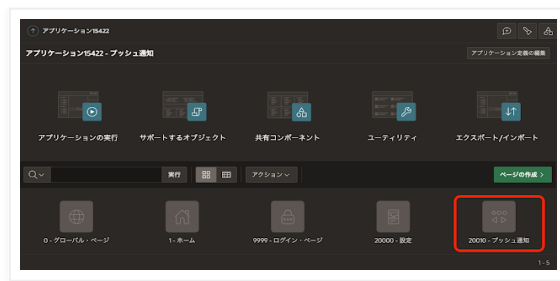 アプリケーション15422
アプリケーション15422 - プッシュ通知
アプリケーション定義の編集
アプリケーションの実行
サポートするオブジェクト
共有コンポーネント
ユーティリティ
エクスポート/インポート
実行
アクション
ページの作成
0 - グローバル・ページ
1 - ホーム
9999 - ログイン・ページ
20000 - 設定
20010 - プッシュ通知
1 - 5